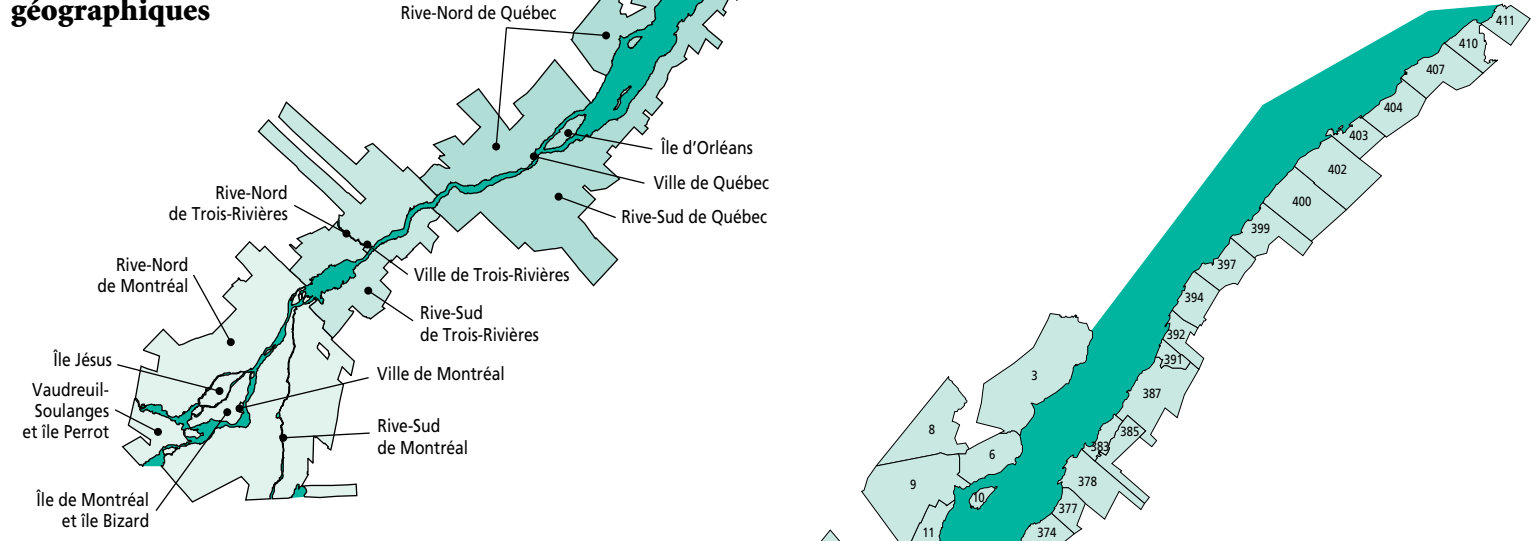 géographiques
Rive-Nord de Québec
Île d'Orléans
Ville de Québec
Rive-Sud de Québec
Rive-Nord
de Trois-Rivières
Ville de Trois-Rivières
Rive-Nord
de Montréal
Rive-Sud
de Trois-Rivières
Île Jésus
Ville de Montréal
Vaudreuil-
Soulanges
et île Perrot
Rive-Sud
de Montréal
Île de Montréal
et île Bizard
411
410
407
404
403
402
400
399
397
394
392
391
3
387
8
385
383
6
378
9
10
377
11
374